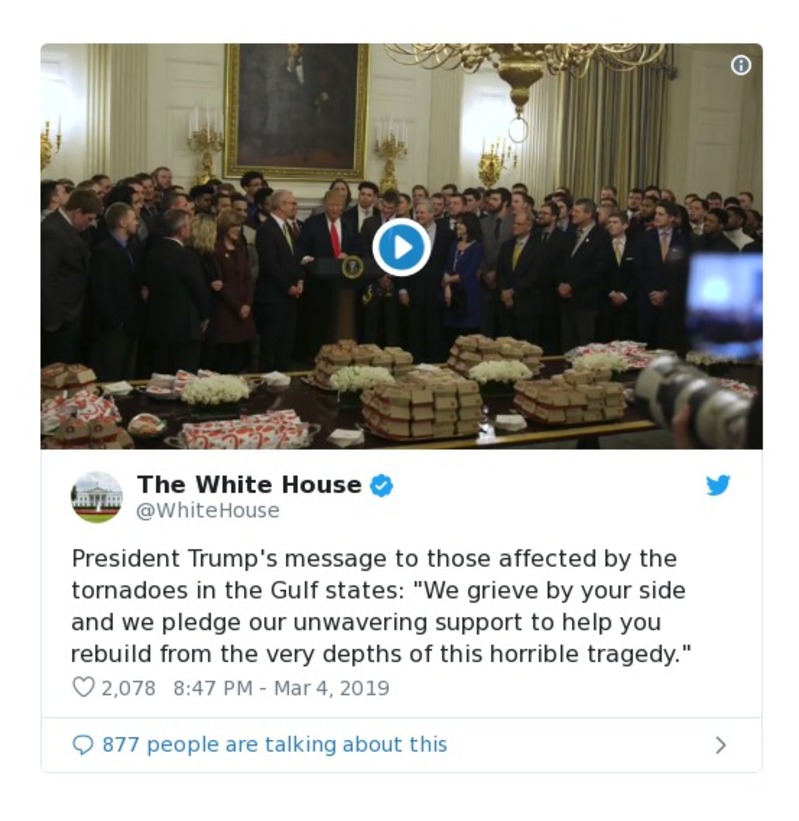 The White House
@WhiteHouse
President Trump's message to those affected by the
tornadoes in the Gulf states: "We grieve by your side
and we pledge our unwavering support to help you
rebuild from the very depths of this horrible tragedy."
2,078 8:47 PM - Mar 4, 2019
877 people are talking about this